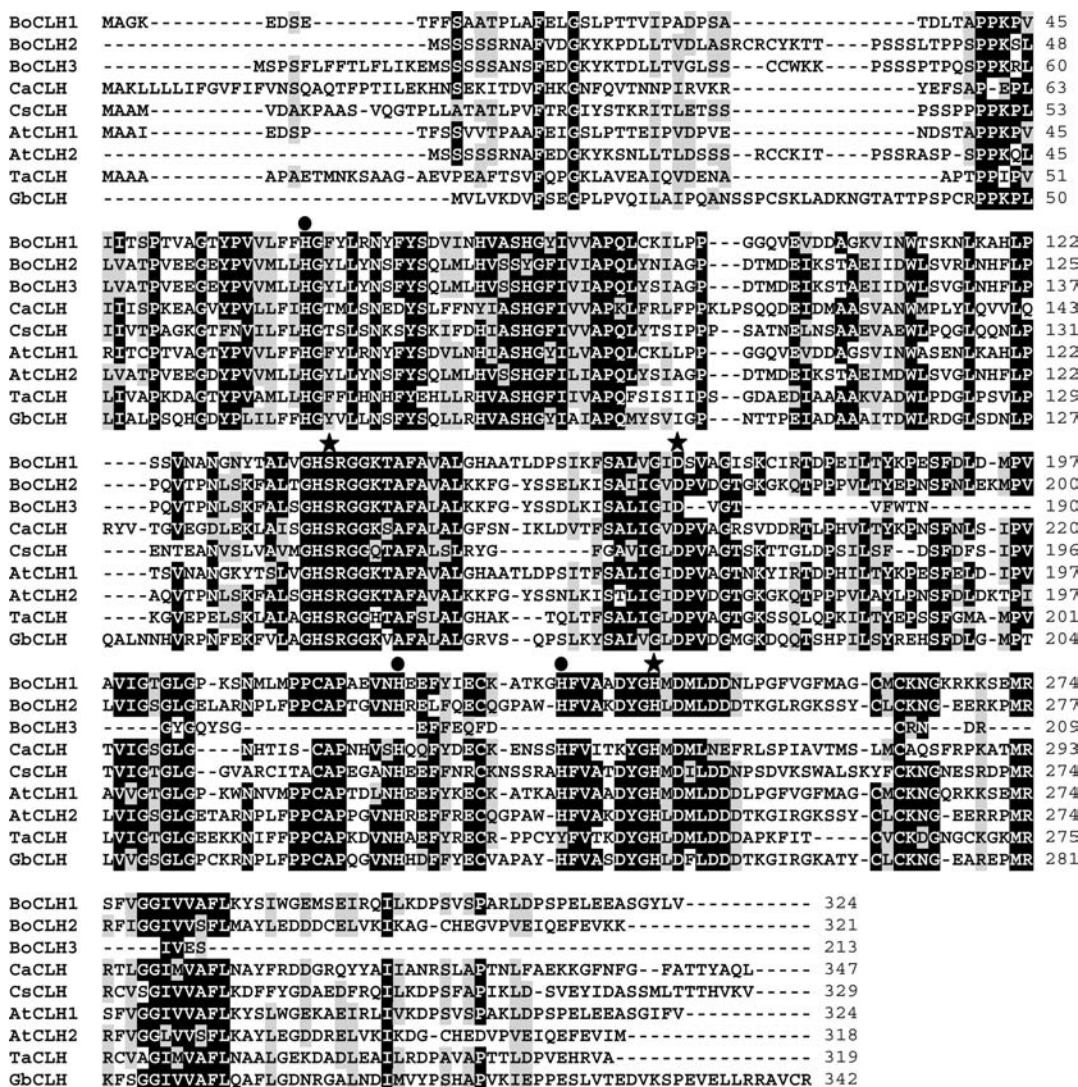 BoCLH1 MAGK---------EDSE---------TFFSAATPLAFELGSLPTTVIPADPSA------------TDLTAPPKPV 45
BoCLH2 ---------------------------MSSSSSSRNAFVDGKYKPDLLTVDLASRCRCYKTT----PSSSLTPPSPPKSL 48
BoCLH3 -------------MSPSFLFFTLFLIKEMSSSSSANSFEDGKYKTDLLTVGLSS----CCWKK---PSSSPTPQSPPKRL 60
CaCLH MAKLLLLIFGVFIFVNSQAQTFPTILEKHNSEKITDVFHKGNFQVTNNPIRVKR------------YEFSAP-EPL 63
CsCLH MAAM------VDAKPAAS-VQGTPLLATATLPVFTRGIYSTKRITLETSS------------PSSPPPPKPL 53
AtCLH1 MAAI---------EDSP---------TFSSVVTPAAFEIGSLPTTEIPVDPVE------------NDSTAPPKPV 45
AtCLH2 ---------------------------MSSSSSSRNAFEDGKYKSNLLTLDSSS----RCCKIT---PSSRASP-SPPKQL 45
TaCLH MAAA------APAETMNKSAAG-AEVPEAFTSVFQPGKLAVEAIQVDENA------------APTPPIPV 51
GbCLH -----------------------------MVLVKDVFSEGPLPVQILAIPQANSSPCSKLADKNGTATTPSPCRPPKPL 50
BoCLH1 IITSPTVAGTYPVVLFFHGFYLRNYFYSDVINHVASHGYIVVAPQLCKILPP---GGQVEVDDAGKVINWTSKNLKAHLP 122
BoCLH2 LVATPVEEGEYPVVMLLHGYLLYNSFYSQLMLHVSSYGFIVIAPQLYNIAGP---DTMDEIKSTAEIIDWLSVRLNHFLP 125
BoCLH3 LVATPVEEGEYPVVMLLHGYLLYNSFYSQLMLHVSSHGFIVIAPQLYSIAGP---DTMDEIKSTAEIIDWLSVGLNHFLP 137
CaCLH IIISPKEAGVYPVLLFLHGTMLSNEDYSLFFNYIASHGFIVVAPKLFRLFPPKLPSQQDEIDMAASVANWMPLYLQVVLQ 143
CsCLH IIVTPAGKGTFNVILFLHGTSLSNKSYSKIFDHIASHGFIVVAPQLYTSIPPP---SATNELNSAAEVAEWLPQGLQQNLP 131
AtCLH1 RITCPTVAGTYPVVLFFHGFYLRNYFYSDVLNHIASHGYILVAPQLCKLLPP---GGQVEVDDAGSVINWASENLKAHLP 122
AtCLH2 LVATPVEEGDYPVVMLLHGYLLYNSFYSQLMLHVSSHGFILIAPQLYSIAGP---DTMDEIKSTAEIMDWLSVGLNHFLP 122
TaCLH LIVAPKDAGTYPVAMLLHGFFLHNHFYEHLLRHVASHGFIIVAPQFSISIIPS---GDAEDIAAAAKVADWLPDGLPSVLP 129
GbCLH LIALPSQHGDYPLILFFHGYVLLNSFYSQLLRHVASHGYIAIAPQMYSVIGP---NTTPEIADAAAITDWLRDGLSDNLP 127
BoCLH1 ----SSVNANGNYTALVGHSRGGKTAFAVALGHAATLDPSIKFSALVGIDSVAGISKCIRTDPEILTYKPESFDLD-MPV 197
BoCLH2 ----PQVTPNLSKFALTGHSRGGKTAFAVALKKFGYSSELKISALIGVDPVDGTGKGKQTPPPVLTYEPNSFNLEKMPV 200
BoCLH3 ----PQVTPNLSKFALSGHSRGGKTAFAVALKKFG-YSSDLKISALIGID--VGT-----------VFWTN--------- 190
CaCLH RYV-TGVEGDLEKLAISGHSRGGKSAFALALGFSN-IKLDVTFSALIGVDPVAGRSVDDRTLPHVLTYKPNSFNLS-IPV 220
CsCLH ----ENTEANVSLVAVMGHSRGGQTAFALSLRYG---------FGAVIGLDPVAGTSKTTGLDPSILSF--DSFDFS-IPV 196
AtCLH1 ----TSVNANGKYTSLVGHSRGGKTAFAVALGHAATLDPSITFSALIGIDPVAGTNKYIRTDPHILTYKPESFELD-IPV 197
AtCLH2 ----AQVTPNLSKFALSGHSRGGKTAFAVALKKFG-YSSNLKISTLIGIDPVDGTGKGKQTPPPVLAYLPNSFDLDKTPI 197
TaCLH ----KGVEPELSKLALAGHSRGGHTAFSLALGHAK---TQLTFSALIGLDPVAGTGKSSQLQPKILTYEPSSFGMA-MPV 201
GbCLH QALNNHVRPNFEKFVLAGHSRGGKVAFALALGRVS-QPSLKYSALVGLDPVDGMGKDQQTSHPILSYREHSFDLG-MPT 204
BoCLH1 AVIGTGLGP-KSNMLMPPCAPAEVNHEEFYIECK-ATKGHFVAADYGHMDMLDDNLPGFVGFMAG-CMCKNGKRKKSEMR 274
BoCLH2 LVIGSGLGELARNPLFPPCAPTGVNHRELFQECQGPAW-HFVAKDYGHLDMLDDDTKGLRGKSSY-CLCKNG-EERKPMR 277
BoCLH3 ----GYGQYSG---------------EFFEQFD-----------------------------------CRN---DR---- 209
CaCLH TVIGSGLG----NHTIS-CAPNHVSHQQFYDECK-ENSSHFVITKYGHMDMLNEFRLSPIAVTMS-LMCAQSFRPKATMR 293
CsCLH TVIGTGLG--GVARCITACAPEGANHEEFFNRCKNSSRAHFVATDYGHMDILDDNPSDVKSWALSKYFCKNGNESRDPMR 274
AtCLH1 AVVGTGLGP-KWNNVMPPCAPTDLNHEEFYKECK-ATKAHFVAADYGHMDMLDDDLPGFVGFMAG-CMCKNGQRKKSEMR 274
AtCLH2 LVIGSGLGETARNPLFPPCAPPGVNHREFFRECQGPAW-HFVAKDYGHLDMLDDDTKGIRGKSSY-CLCKNG-EERRPMR 274
TaCLH LVIGTGLGEEKKNIFFPPCAPKDVNHAEFYRECR-PPCYYFVTKDYGHLDMLDDDAPKFIT----CVCKDGNGCKGKMR 275
GbCLH LVVGSGLGPCKRNPLFPPCAPQGVNHHDFFYECVAPAY-HFVASDYGHLDFLDDDTKGIRGKATY-CLCKNG-EAREPMR 281
BoCLH1 SFVGGIVVAFLKYSIWGEMSEIRQILKDPSVSPARLDPSPELEEASGYLV----------- 324
BoCLH2 RFIGGIVVSFLMAYLEDDDCELVKIKAG-CHEGVPVEIQEFEVKK---------------- 321
BoCLH3 -----IVES---------------------------------------------------- 213
CaCLH RTLGGIMVAFLNAYFRDDGRQYYAIIANRSLAPTNLFAEKKGFNFG--FATTYAQL----- 347
CsCLH RCVSGIVVAFLKDFFYGDAEDFRQILKDPSFAPIKLD-SVEYIDASSMLTTTHVKV----- 329
AtCLH1 SFVGGIVVAFLKYSLWGEKAEIRLIVKDPSVSPAKLDPSPELEEASGIFV----------- 324
AtCLH2 RFVGGLVVSFLKAYLEGDDRELVKIKDG-CHEDVPVEIQEFEVIM---------------- 318
TaCLH RCVAGIMVAFLNAALGEKDADLEAILRDPAVAPTTLDPVEHRVA----------------- 319
GbCLH KFSGGIVVAFLQAFLGDNRGALNDIMVYPSHAPVKIEPPESLVTEDVKSPEVELLRRAVCR 342